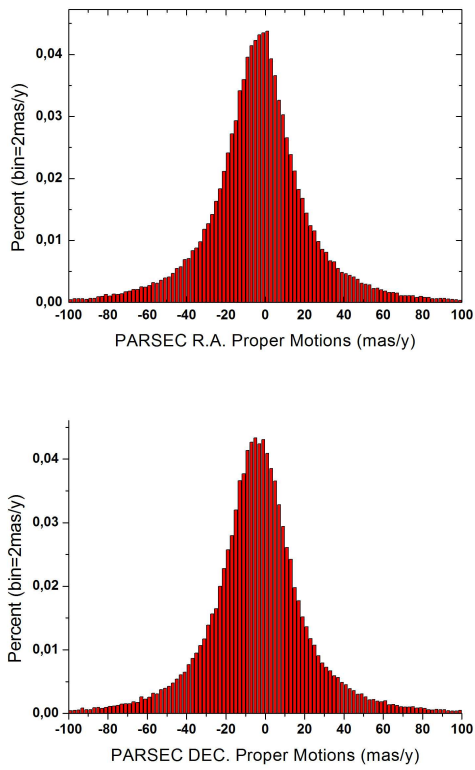 0,04
0,03
0,02
0,01
0,00
Percent (bin=2mas/y)
-100 -80 -60 -40 -20 0 20 40 60 80 100
PARSEC R.A. Proper Motions (mas/y)
0,04
0,03
0,02
0,01
0,00
Percent (bin=2mas/y)
-100 -80 -60 -40 -20 0 20 40 60 80 100
PARSEC DEC. Proper Motions (mas/y)